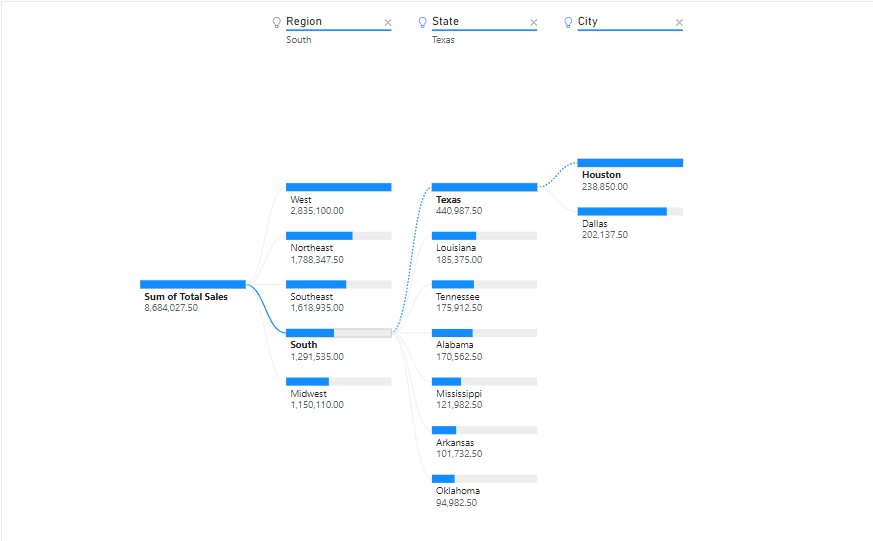 Region
South
State
Texas
City
Sum of Total Sales
8,684,027.50
West
2,835,100.00
Northeast
1,788,347.50
Southeast
1,618,935.00
South
1,291,535.00
Midwest
1,150,110.00
Texas
440,987.50
Louisiana
185,375.00
Tennessee
175,912.50
Alabama
170,562.50
Mississippi
121,982.50
Arkansas
101,732.50
Oklahoma
94,982.50
Houston
238,850.00
Dallas
202,137.50